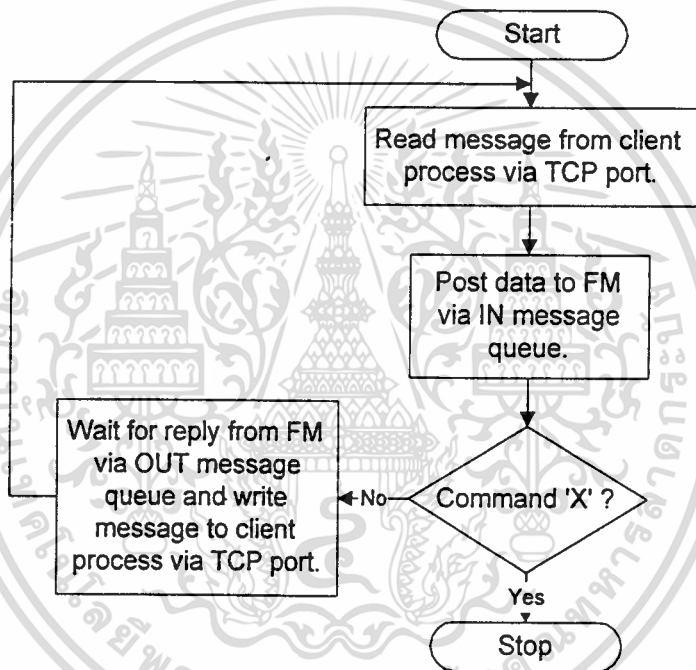 Start
Read message from client
process via TCP port.
Post data to FM
via IN message
queue.
Command 'X' ?
No
Wait for reply from FM
via OUT message
queue and write
message to client
process via TCP port.
Yes
Stop